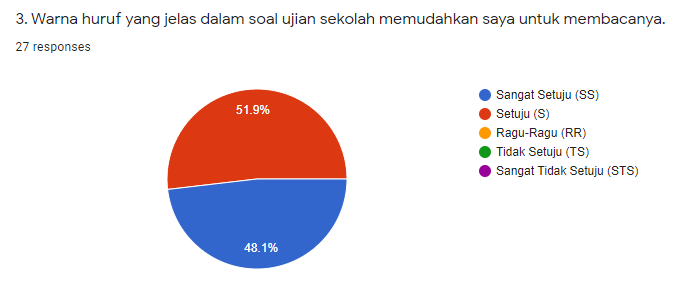 3. Warna huruf yang jelas dalam soal ujian sekolah memudahkan saya untuk membacanya.
27 responses
51.9%
48.1%
Sangat Setuju (SS)
Setuju (S)
Ragu-Ragu (RR)
Tidak Setuju (TS)
Sangat Tidak Setuju (STS)